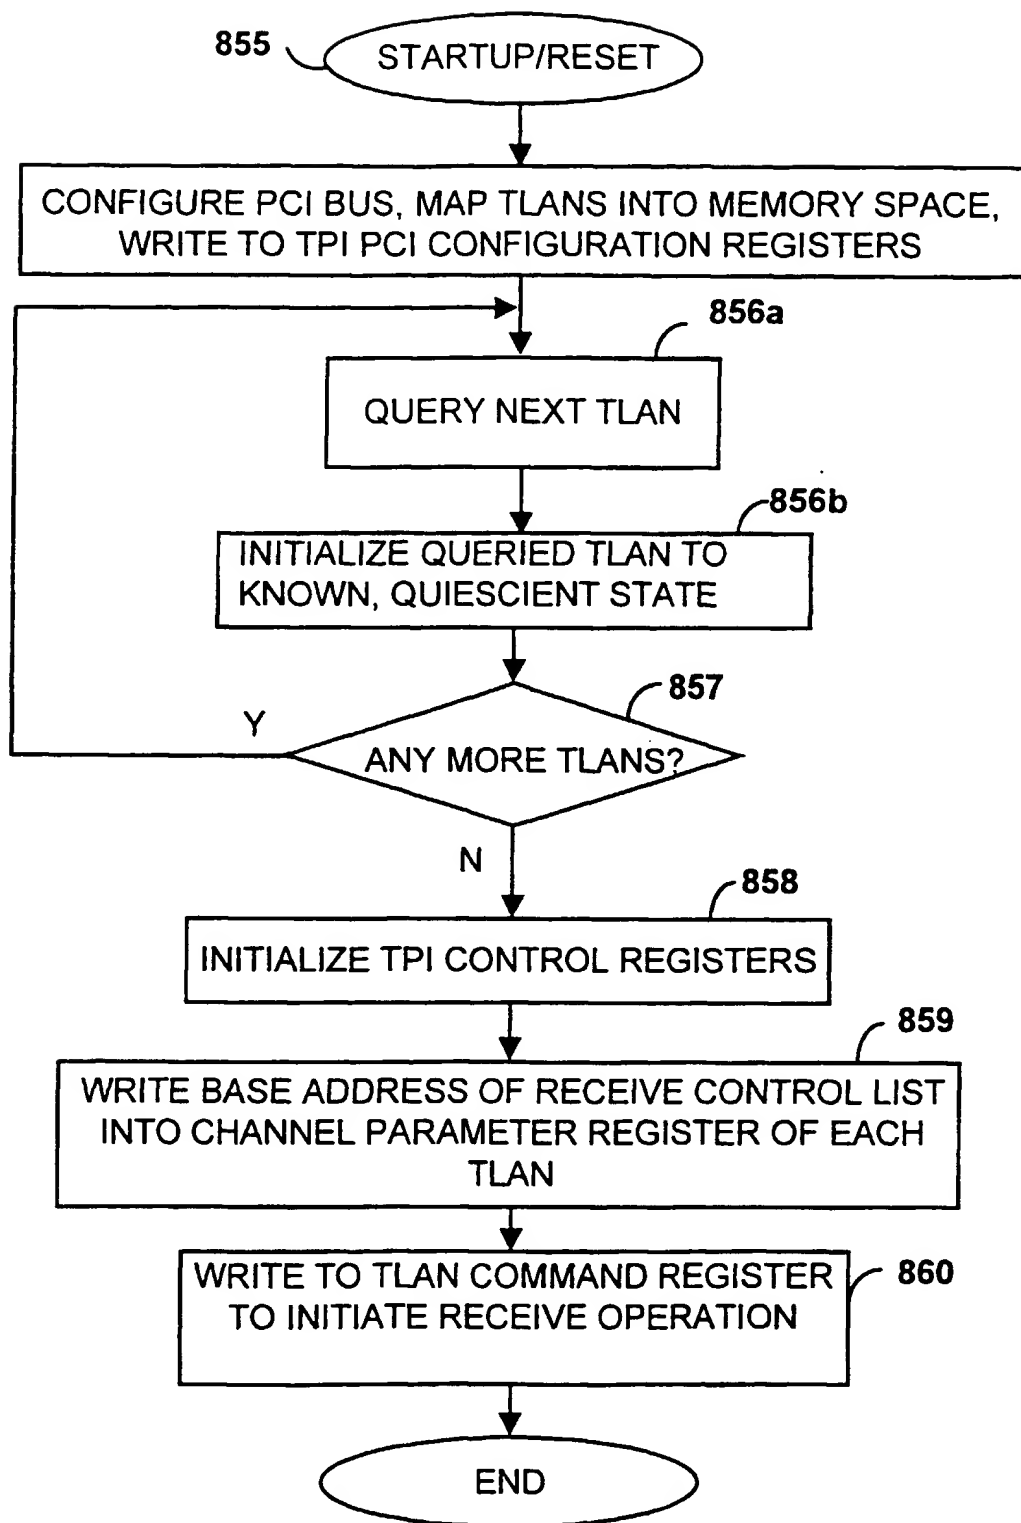 855
STARTUP/RESET
CONFIGURE PCI BUS, MAP TLANS INTO MEMORY SPACE,
WRITE TO TPI PCI CONFIGURATION REGISTERS
856a
QUERY NEXT TLAN
856b
INITIALIZE QUERIED TLAN TO
KNOWN, QUIESCIENT STATE
857
Y
ANY MORE TLANS?
N
858
INITIALIZE TPI CONTROL REGISTERS
859
WRITE BASE ADDRESS OF RECEIVE CONTROL LIST
INTO CHANNEL PARAMETER REGISTER OF EACH
TLAN
WRITE TO TLAN COMMAND REGISTER
860
TO INITIATE RECEIVE OPERATION
END